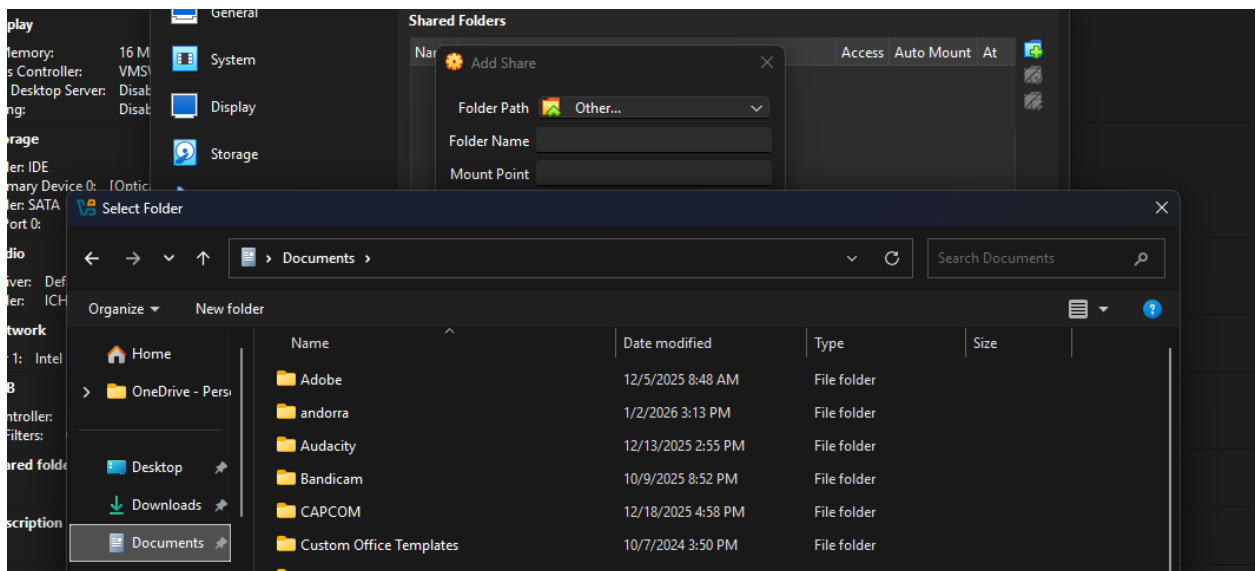 play
General
Shared Folders
Memory: 16 M
System
Nar
Access Auto Mount At
Add Share
s Controller: VMSV
Desktop Server: Disab
ng: Disab
Display
Folder Path Other...
Folder Name
Storage
Mount Point
orage
ler: IDE
mary Device 0: [Optic
ler: SATA
Port 0:
Select Folder
Documents
Search Documents
dio
iver: Def
ler: ICH
Organize
New folder
twork
r 1: Intel
Name Date modified Type Size
Home
OneDrive - Perso
Desktop
Downloads
Documents
Adobe 12/5/2025 8:48 AM File folder
andorra 1/2/2026 3:13 PM File folder
Audacity 12/13/2025 2:55 PM File folder
Bandicam 10/9/2025 8:52 PM File folder
CAPCOM 12/18/2025 4:58 PM File folder
Custom Office Templates 10/7/2024 3:50 PM File folder
B
ntroller:
Filters:
ared folde
scription